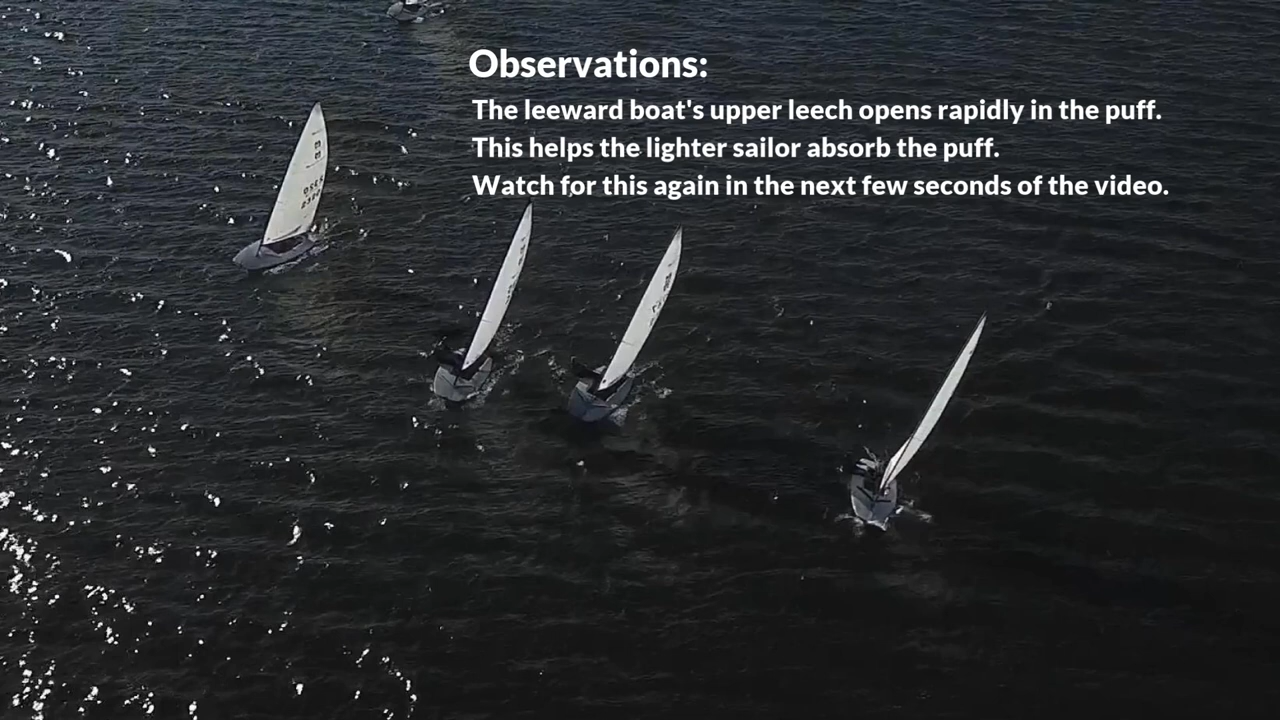 Observations:
The leeward boat's upper leech opens rapidly in the puff.
This helps the lighter sailor absorb the puff.
Watch for this again in the next few seconds of the video.